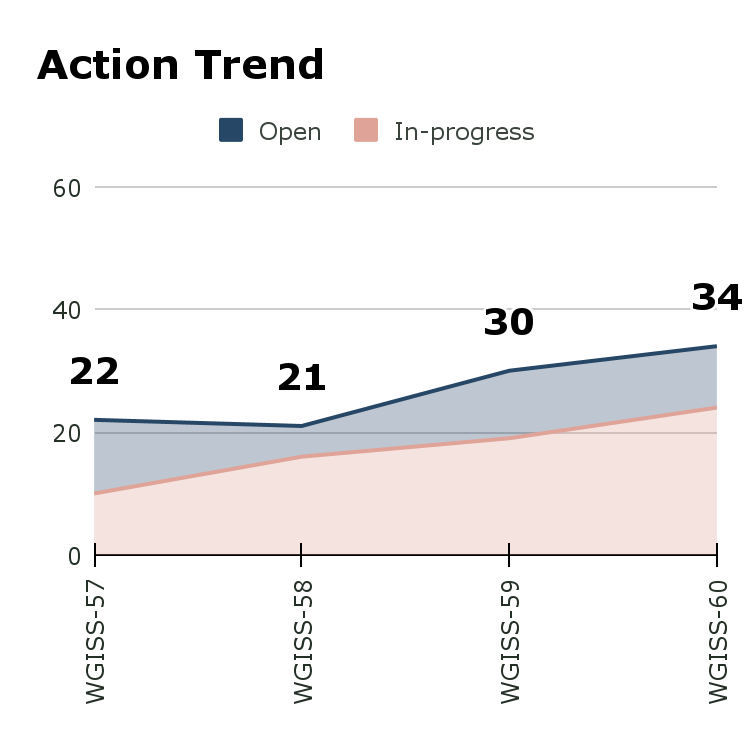 Action Trend
Open In-progress
60
40
20
0
22
21
30
34
WGISS-57
WGISS-58
WGISS-59
WGISS-60